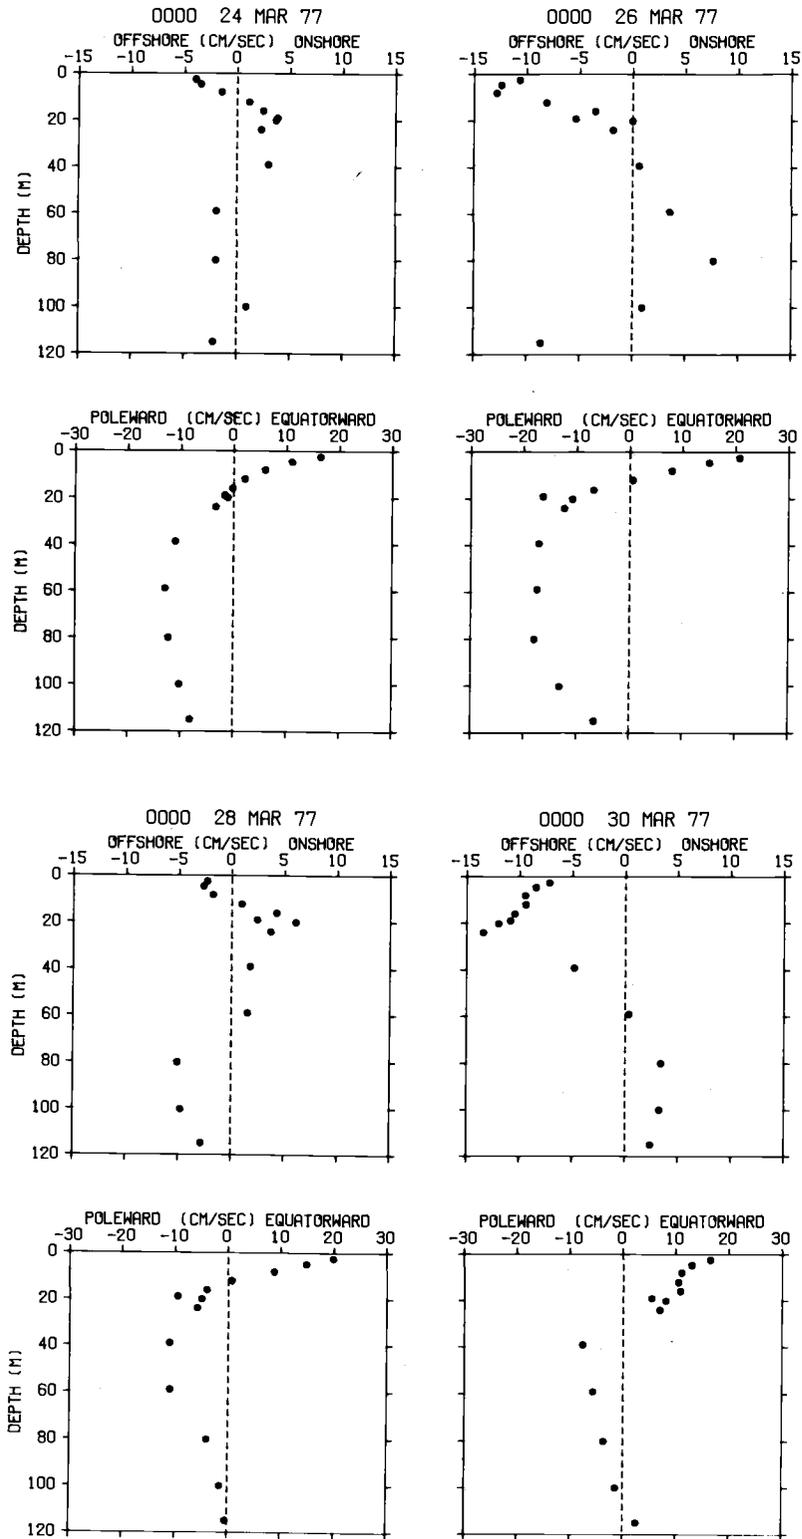 0000 24 MAR 77
OFFSHORE (CM/SEC) ONSHORE
-15 -10 -5 0 5 10 15
0
20
40
60
80
100
120
DEPTH (M)
0000 26 MAR 77
OFFSHORE (CM/SEC) ONSHORE
-15 -10 -5 0 5 10 15
POLEWARD (CM/SEC) EQUATORWARD
-30 -20 -10 0 10 20 30
0
20
40
60
80
100
120
DEPTH (M)
POLEWARD (CM/SEC) EQUATORWARD
-30 -20 -10 0 10 20 30
0000 28 MAR 77
OFFSHORE (CM/SEC) ONSHORE
-15 -10 -5 0 5 10 15
0
20
40
60
80
100
120
DEPTH (M)
0000 30 MAR 77
OFFSHORE (CM/SEC) ONSHORE
-15 -10 -5 0 5 10 15
POLEWARD (CM/SEC) EQUATORWARD
-30 -20 -10 0 10 20 30
0
20
40
60
80
100
120
DEPTH (M)
POLEWARD (CM/SEC) EQUATORWARD
-30 -20 -10 0 10 20 30